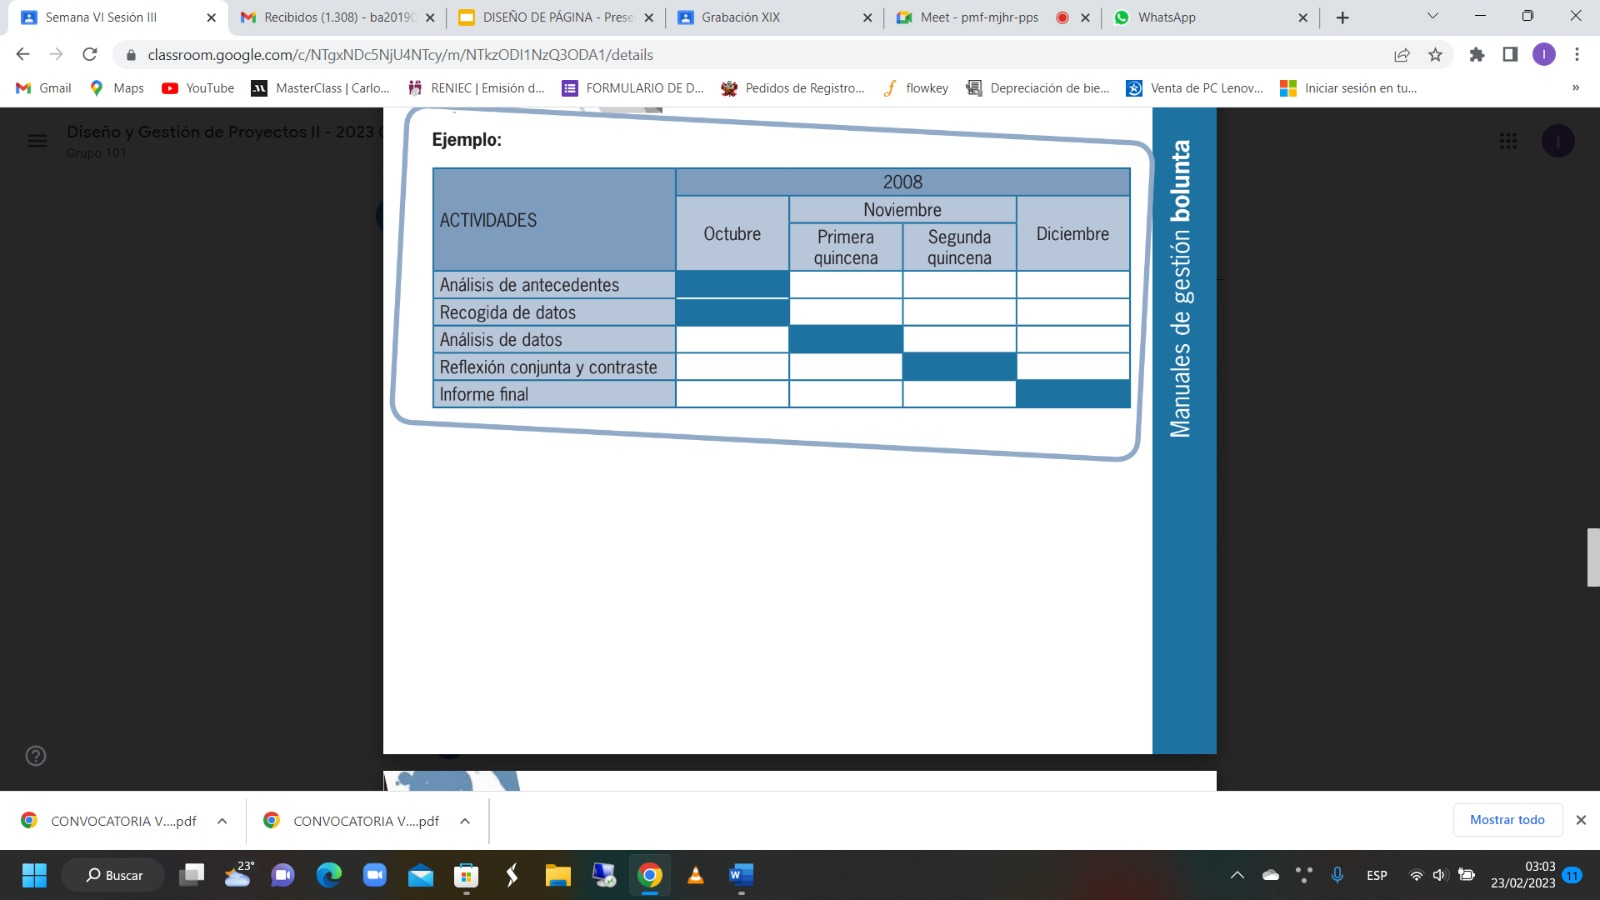 Semana VI Sesión III
Recibidos (1.308) - ba2019
DISEÑO DE PÁGINA - Prese
Grabación XIX
Meet - pmf-mjhr-pps
WhatsApp
classroom.google.com/c/NTgxNDc5NjU4NTcy/m/NTkzODI1NzQ3ODA1/details
Gmail
Maps
YouTube
MasterClass | Carlo...
RENIEC | Emisión d...
FORMULARIO DE D...
Pedidos de Registro...
flowkey
Depreciación de bie...
Venta de PC Lenov...
Iniciar sesión en tu...
Diseño y Gestión de Proyectos II - 2023
Grupo 101
Ejemplo:
ACTIVIDADES
2008
Octubre
Noviembre
Primera
quincena
Segunda
quincena
Diciembre
Análisis de antecedentes
Recogida de datos
Análisis de datos
Reflexión conjunta y contraste
Informe final
Manuales de gestión bolunta
CONVOCATORIA V....pdf
CONVOCATORIA V....pdf
Mostrar todo
23°
Buscar
ESP
03:03
23/02/2023
11